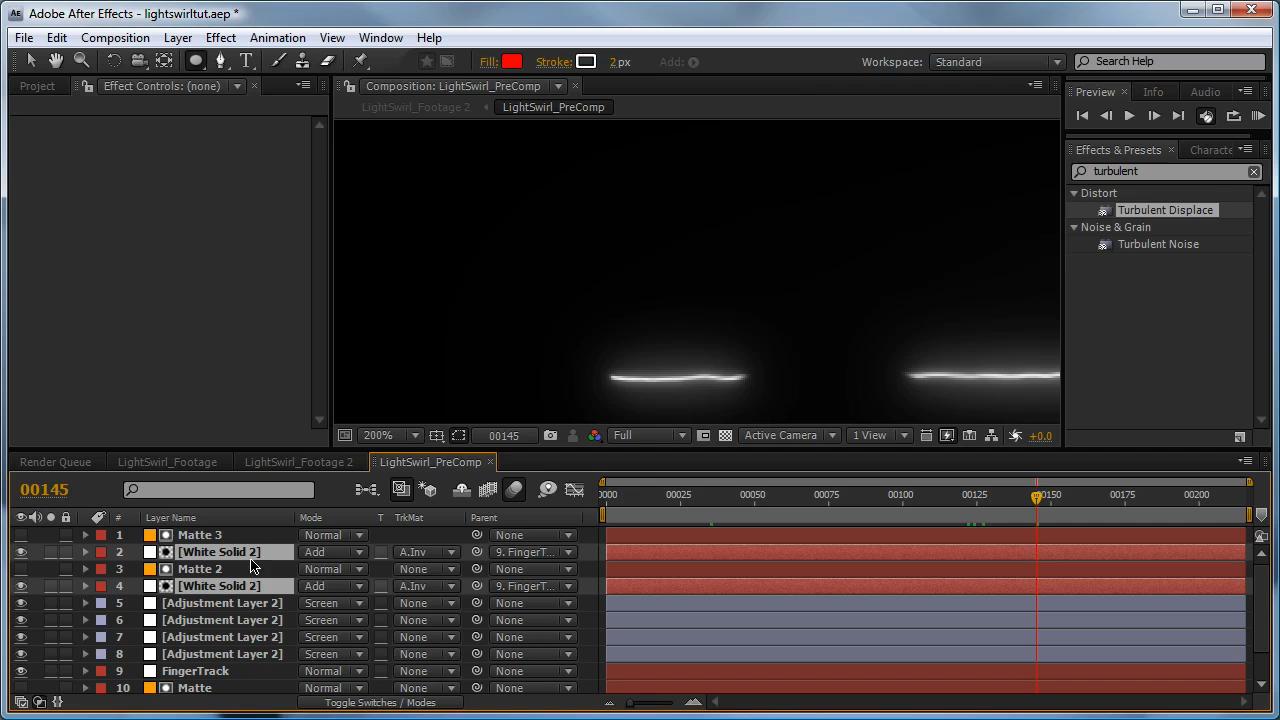 Ae Adobe After Effects - lightswirltut.aep *
File Edit Composition Layer Effect Animation View Window Help
T Fill: Stroke: 2 px Add: Workspace: Standard Search Help
Project Effect Controls: (none) Composition: LightSwirl_PreComp Preview Info Audio
LightSwirl_Footage 2 LightSwirl_PreComp
Effects & Presets Characte
turbulent
Distort
Turbulent Displace
Noise & Grain
Turbulent Noise
200% 00145 Full Active Camera 1 View +0.0
Render Queue LightSwirl_Footage LightSwirl_Footage 2 LightSwirl_PreComp
00145 0000 00025 00050 00075 00100 00125 00150 00175 00200
# Layer Name Mode T TrkMat Parent
1 Matte 3 Normal None
2 [White Solid 2] Add A.Inv 9. FingerT...
3 Matte 2 Normal None None
4 [White Solid 2] Add A.Inv 9. FingerT...
5 [Adjustment Layer 2] Screen None None
6 [Adjustment Layer 2] Screen None None
7 [Adjustment Layer 2] Screen None None
8 [Adjustment Layer 2] Screen None None
9 FingerTrack Normal None None
10 Matte Normal None None
Toggle Switches / Modes